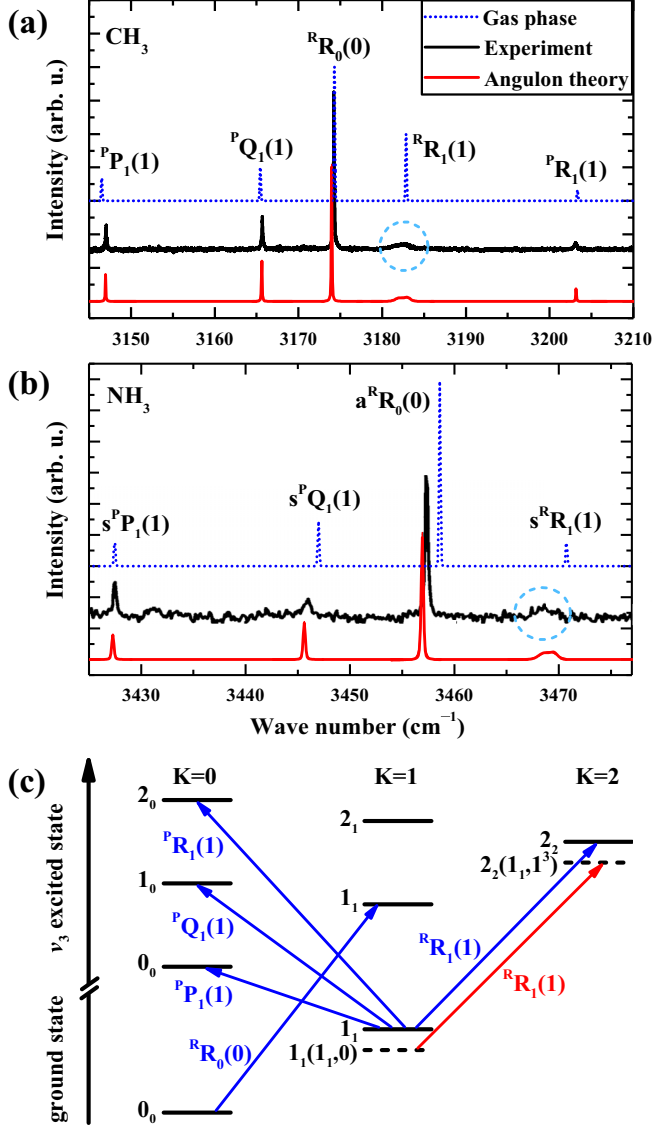 (a)
CH₃
Gas phase
Experiment
Angulon theory
ᴿR₀(0)
ᴾP₁(1)
ᴾQ₁(1)
ᴿR₁(1)
ᴾR₁(1)
Intensity (arb. u.)
3150 3160 3170 3180 3190 3200 3210
(b)
NH₃
aᴿR₀(0)
sᴾP₁(1)
sᴾQ₁(1)
sᴿR₁(1)
Intensity (arb. u.)
3430 3440 3450 3460 3470
Wave number (cm⁻¹)
(c)
K=0 K=1 K=2
2₀
2₁
2₂
ᴾR₁(1)
2₂(1₁,1³)
1₀
1₁
ᴾQ₁(1)
ᴿR₁(1)
0₀
ᴾP₁(1)
ᴿR₁(1)
1₁
ᴿR₀(0)
1₁(1₁,0)
0₀
ν₃ excited state
ground state